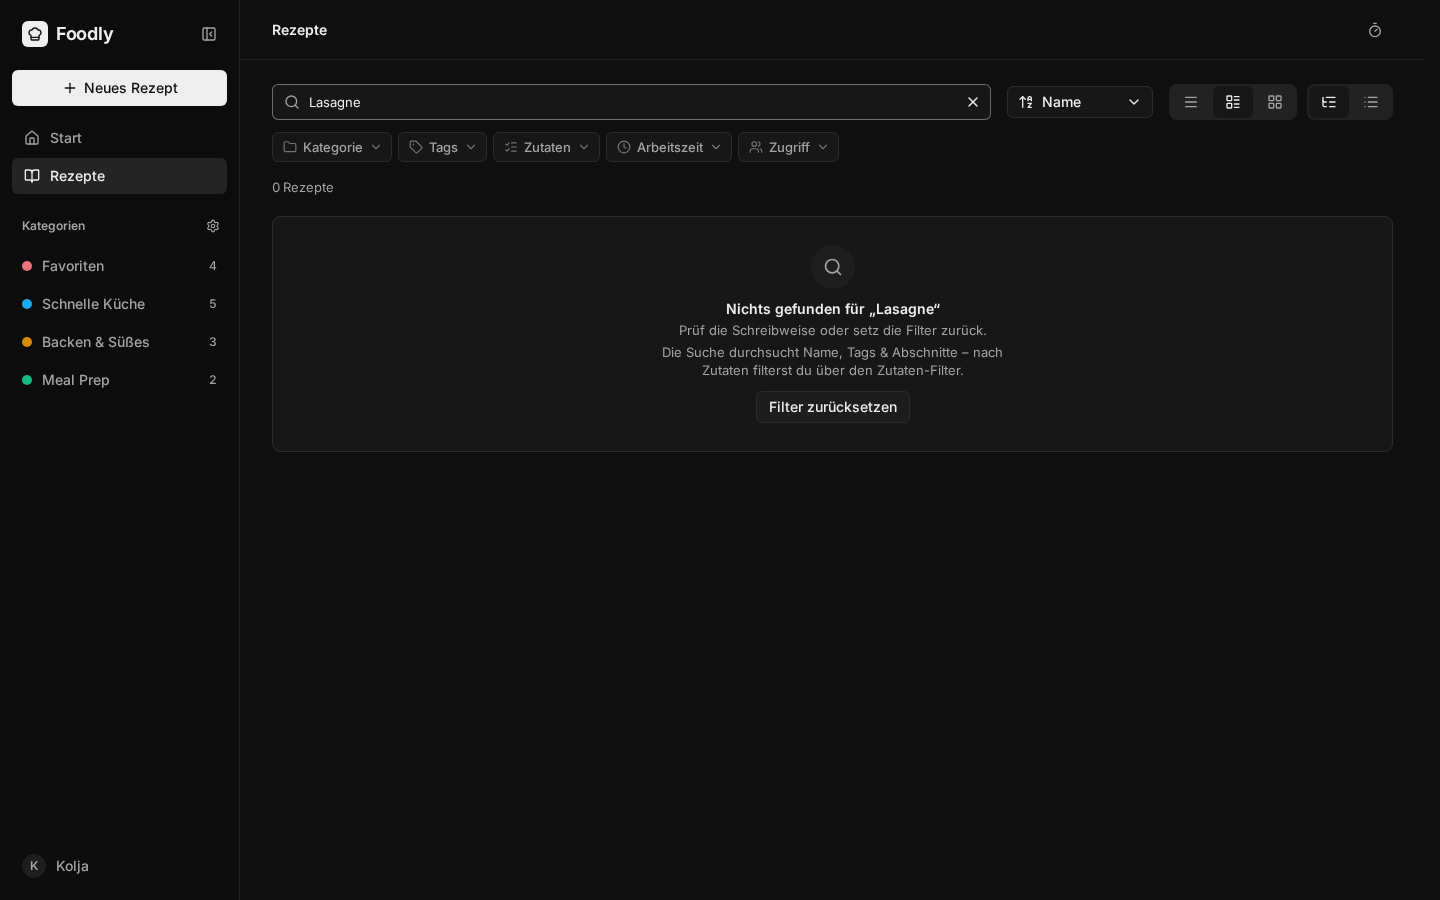 Foodly
Rezepte
Neues Rezept
Start
Rezepte
Kategorien
Favoriten 4
Schnelle Küche 5
Backen & Süßes 3
Meal Prep 2
Lasagne
Name
Kategorie
Tags
Zutaten
Arbeitszeit
Zugriff
0 Rezepte
Nichts gefunden für „Lasagne“
Prüf die Schreibweise oder setz die Filter zurück.
Die Suche durchsucht Name, Tags & Abschnitte – nach
Zutaten filterst du über den Zutaten-Filter.
Filter zurücksetzen
K Kolja